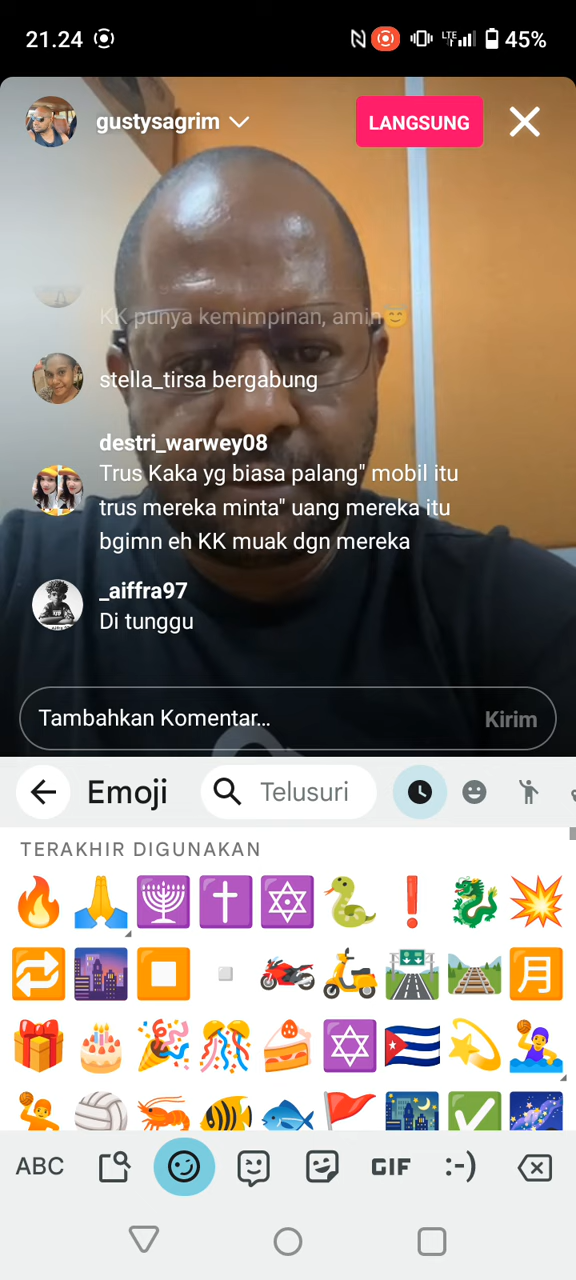 21.24
LTE
45%
gustysagrim
LANGSUNG
KK punya kemimpinan, amin😇
stella_tirsa bergabung
destri_warwey08
Trus Kaka yg biasa palang" mobil itu
trus mereka minta" uang mereka itu
bgimn eh KK muak dgn mereka
_aiffra97
Di tunggu
Tambahkan Komentar...
Kirim
Emoji
Telusuri
TERAKHIR DIGUNAKAN
月
ABC
GIF
:-)